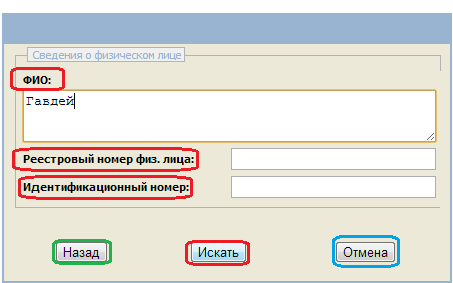 Сведения о физическом лице
ФИО:
Гавдей
Реестровый номер физ. лица:
Идентификационный номер:
Назад Искать Отмена